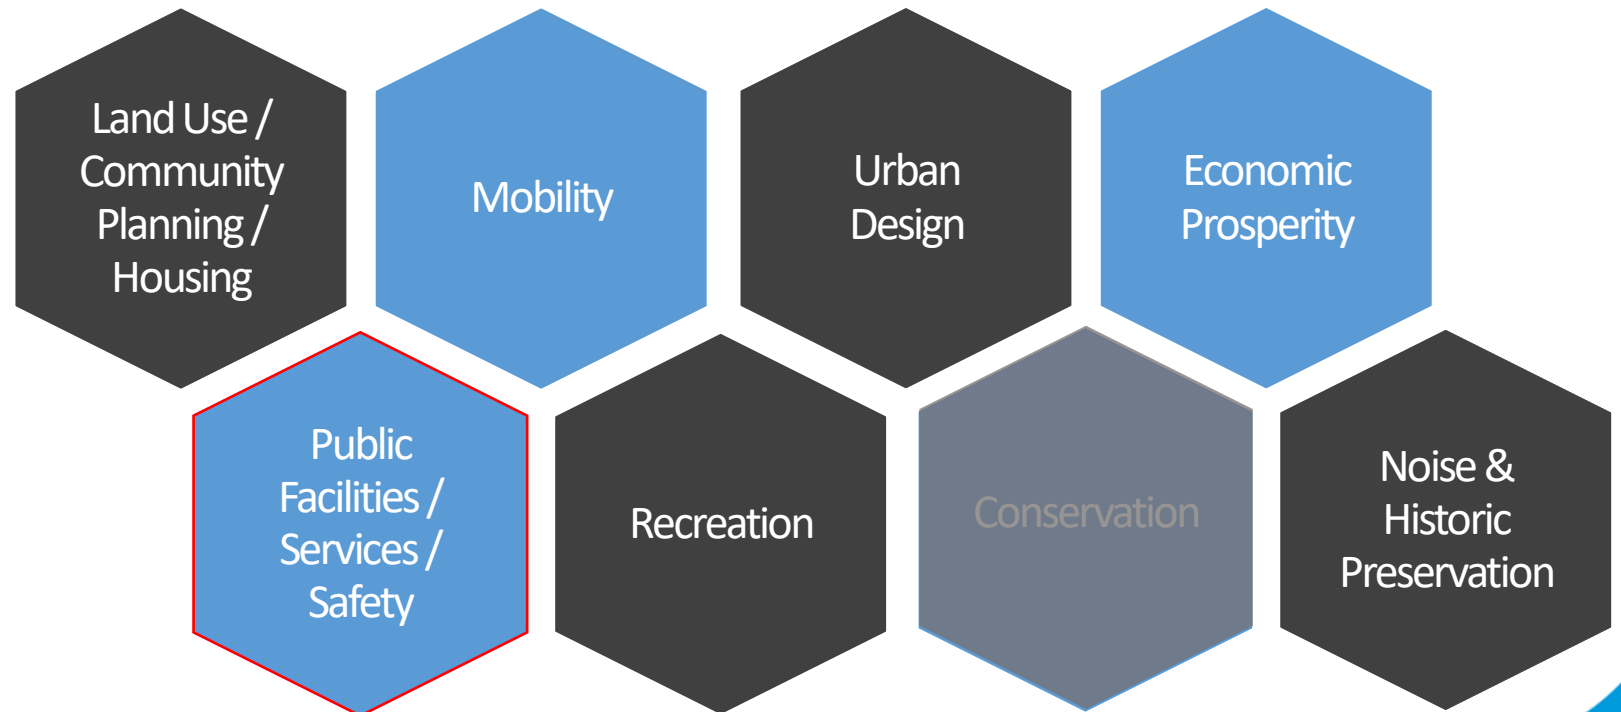 Land Use /
Community
Planning /
Housing
Mobility
Urban
Design
Economic
Prosperity
Public
Facilities /
Services /
Safety
Recreation
Conservation
Noise &
Historic
Preservation